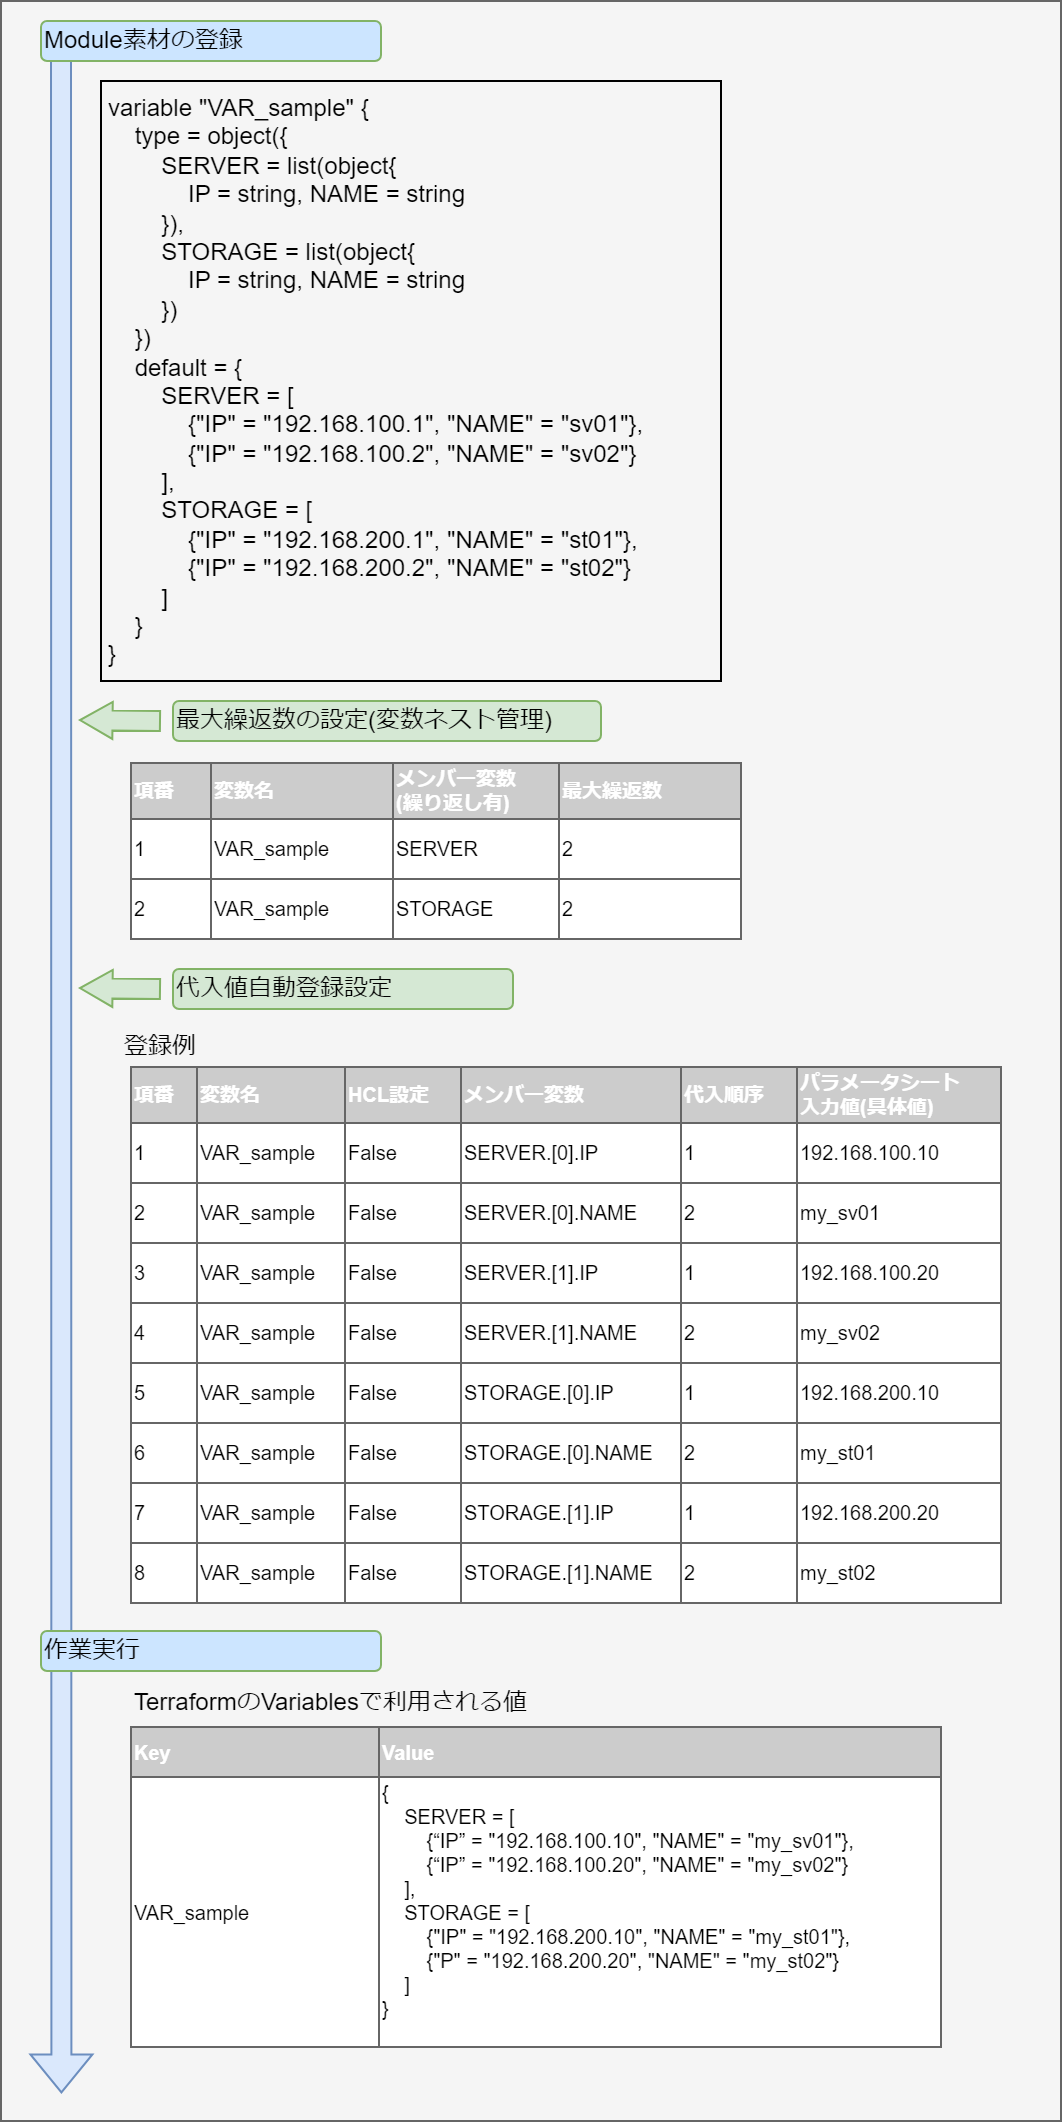 Module素材の登録
variable "VAR_sample" {
type = object({
SERVER = list(object{
IP = string, NAME = string
}),
STORAGE = list(object{
IP = string, NAME = string
})
})
default = {
SERVER = [
{"IP" = "192.168.100.1", "NAME" = "sv01"},
{"IP" = "192.168.100.2", "NAME" = "sv02"}
],
STORAGE = [
{"IP" = "192.168.200.1", "NAME" = "st01"},
{"IP" = "192.168.200.2", "NAME" = "st02"}
]
}
}
最大繰返数の設定(変数ネスト管理)
項番 変数名 メンバー変数 (繰り返し有) 最大繰返数
1 VAR_sample SERVER 2
2 VAR_sample STORAGE 2
代入値自動登録設定
登録例
項番 変数名 HCL設定 メンバー変数 代入順序 パラメータシート 入力値(具体値)
1 VAR_sample False SERVER.[0].IP 1 192.168.100.10
2 VAR_sample False SERVER.[0].NAME 2 my_sv01
3 VAR_sample False SERVER.[1].IP 1 192.168.100.20
4 VAR_sample False SERVER.[1].NAME 2 my_sv02
5 VAR_sample False STORAGE.[0].IP 1 192.168.200.10
6 VAR_sample False STORAGE.[0].NAME 2 my_st01
7 VAR_sample False STORAGE.[1].IP 1 192.168.200.20
8 VAR_sample False STORAGE.[1].NAME 2 my_st02
作業実行
TerraformのVariablesで利用される値
Key Value
VAR_sample
{
SERVER = [
{“IP” = "192.168.100.10", "NAME" = "my_sv01"},
{“IP” = "192.168.100.20", "NAME" = "my_sv02"}
],
STORAGE = [
{"IP" = "192.168.200.10", "NAME" = "my_st01"},
{"P" = "192.168.200.20", "NAME" = "my_st02"}
]
}